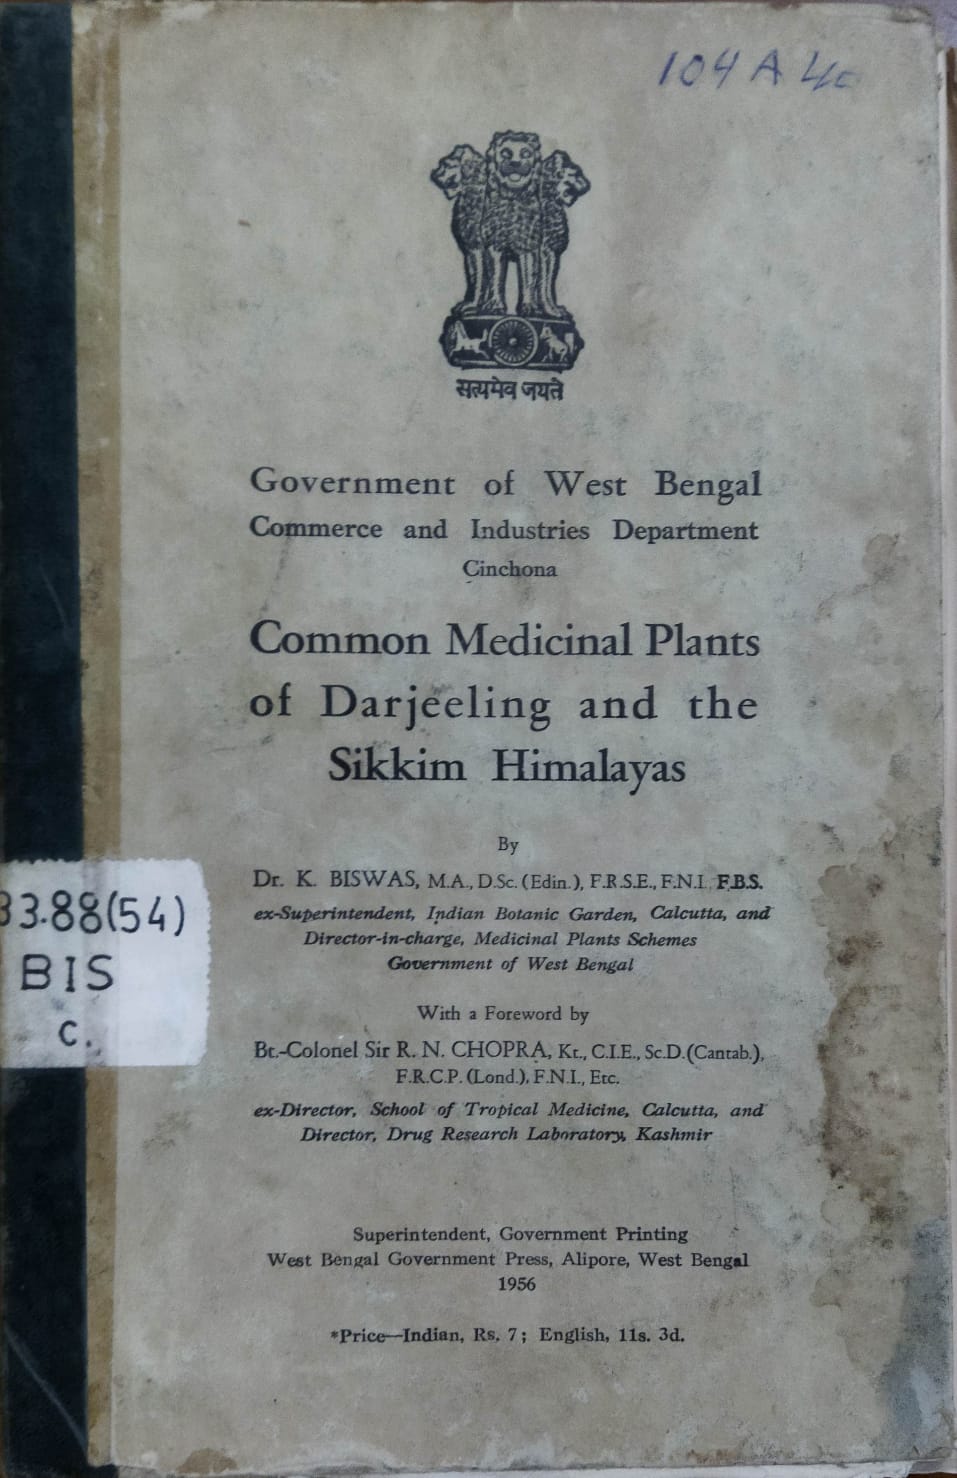 104 A
सत्यमेव जयते
Government of West Bengal
Commerce and Industries Department
Cinchona
Common Medicinal Plants
of Darjeeling and the
Sikkim Himalayas
By
Dr. K. BISWAS, M.A., D.Sc. (Edin.), F.R.S.E., F.N.I. F.B.S.
ex-Superintendent, Indian Botanic Garden, Calcutta, and
Director-in-charge, Medicinal Plants Schemes
Government of West Bengal
33.88(54)
BIS
C.
With a Foreword by
Bt.-Colonel Sir R. N. CHOPRA, Kt., C.I.E., Sc.D.(Cantab.),
F.R.C.P. (Lond.), F.N.I., Etc.
ex-Director, School of Tropical Medicine, Calcutta, and
Director, Drug Research Laboratory, Kashmir
Superintendent, Government Printing
West Bengal Government Press, Alipore, West Bengal
1956
*Price—Indian, Rs. 7; English, 11s. 3d.